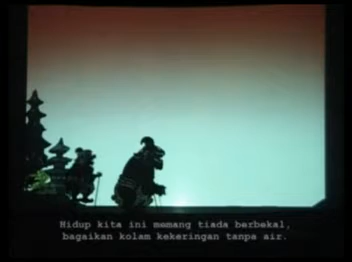 Hidup kita ini memang tiada berbekal,
bagaikan kolam kekeringan tanpa air.